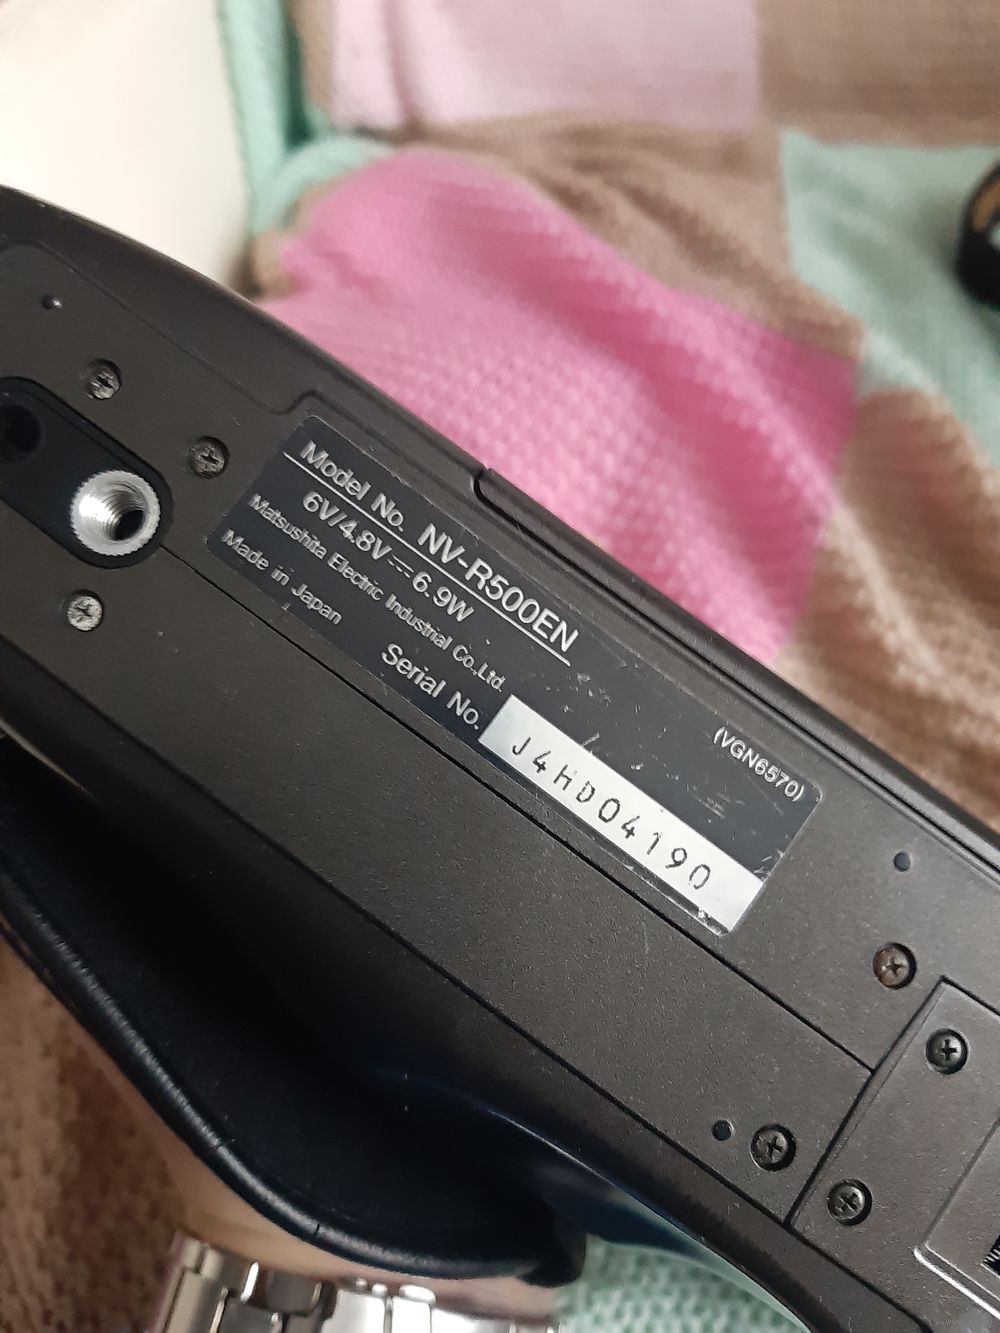 Model No. NV-R500EN
6V/4.8V⎓6.9W
Matsushita Electric Industrial Co.,Ltd.
Made in Japan
(VGN6570)
Serial No. J4HD04190